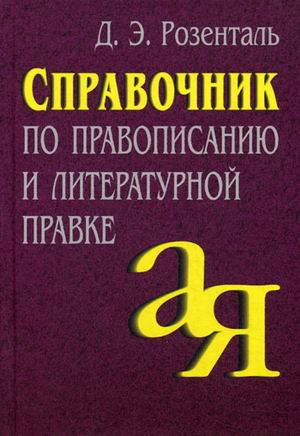 Д. Э. Розенталь
Справочник
по правописанию
и литературной
правке
а
Я